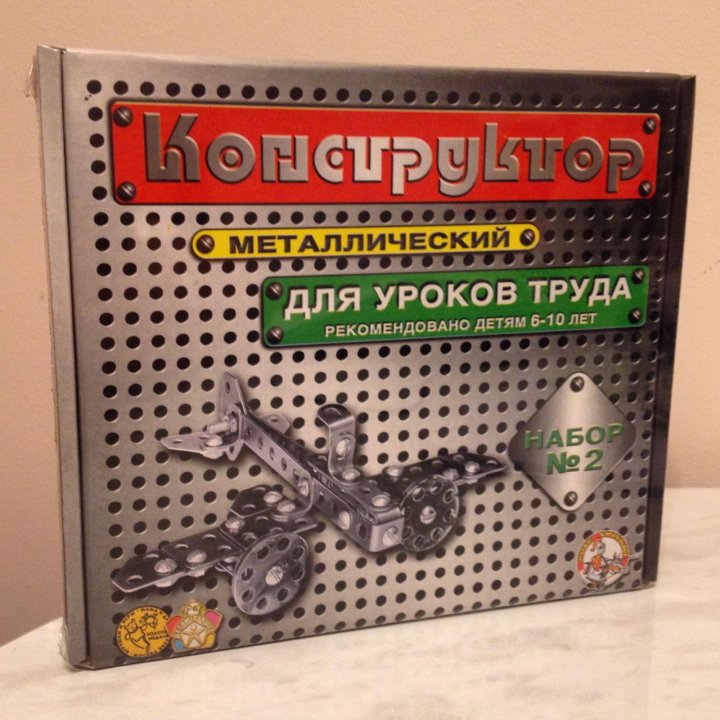 Конструктор
МЕТАЛЛИЧЕСКИЙ
ДЛЯ УРОКОВ ТРУДА
РЕКОМЕНДОВАНО ДЕТЯМ 6-10 ЛЕТ
НАБОР
№2